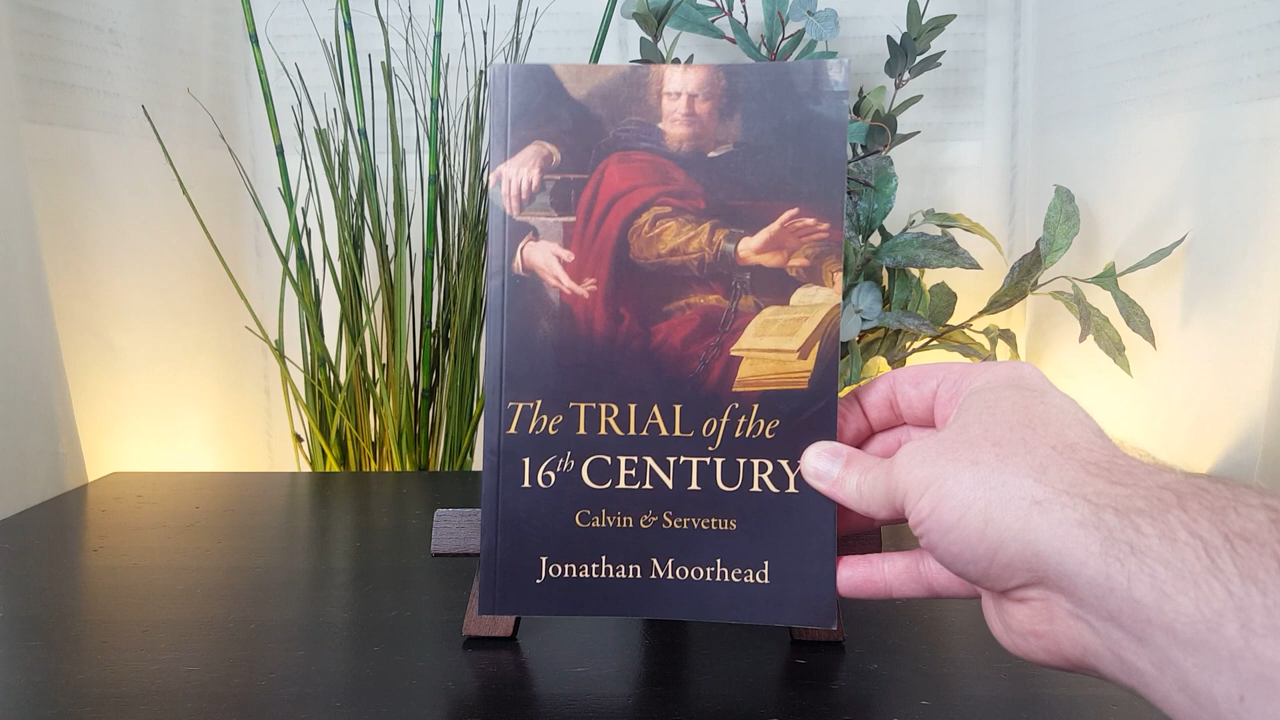 The TRIAL of the
16th CENTURY
Calvin & Servetus
Jonathan Moorhead